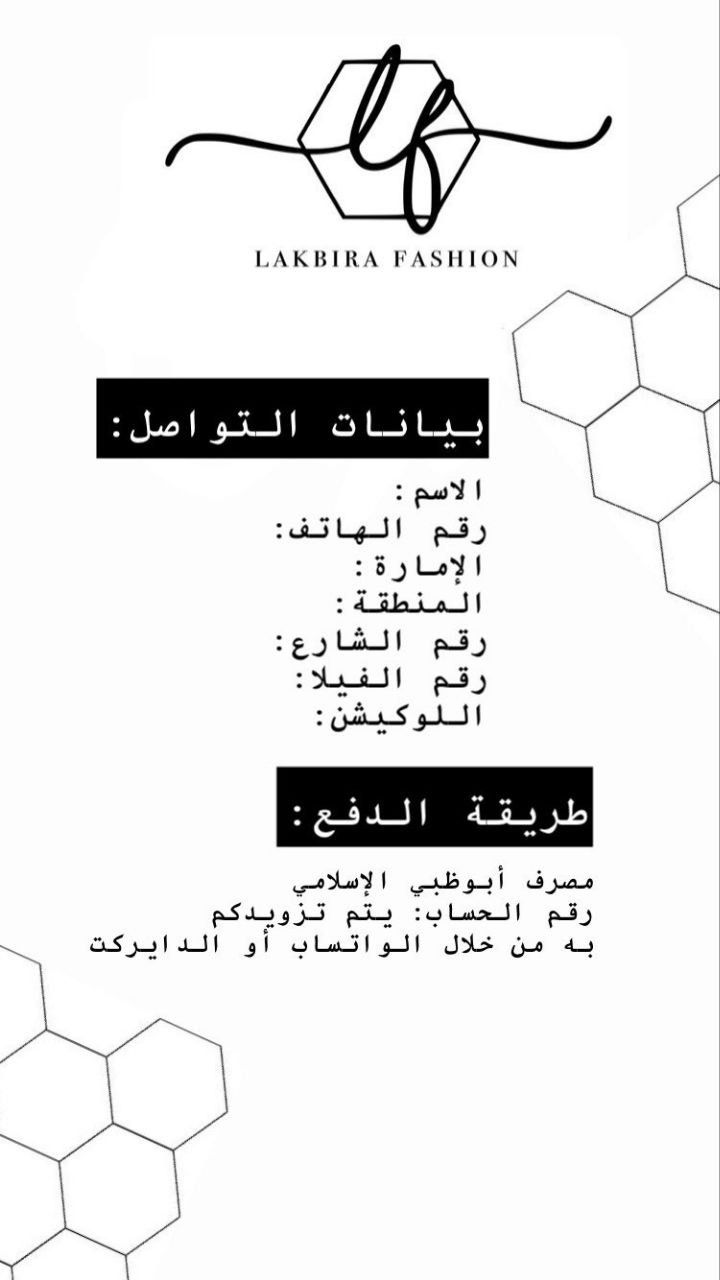 lf
LAKBIRA FASHION
بيانات التواصل:
الاسم:
رقم الهاتف:
الإمارة:
المنطقة:
رقم الشارع:
رقم الفيلا:
اللوكيشن:
طريقة الدفع:
مصرف أبوظبي الإسلامي
رقم الحساب: يتم تزويدكم
به من خلال الواتساب أو الدايركت